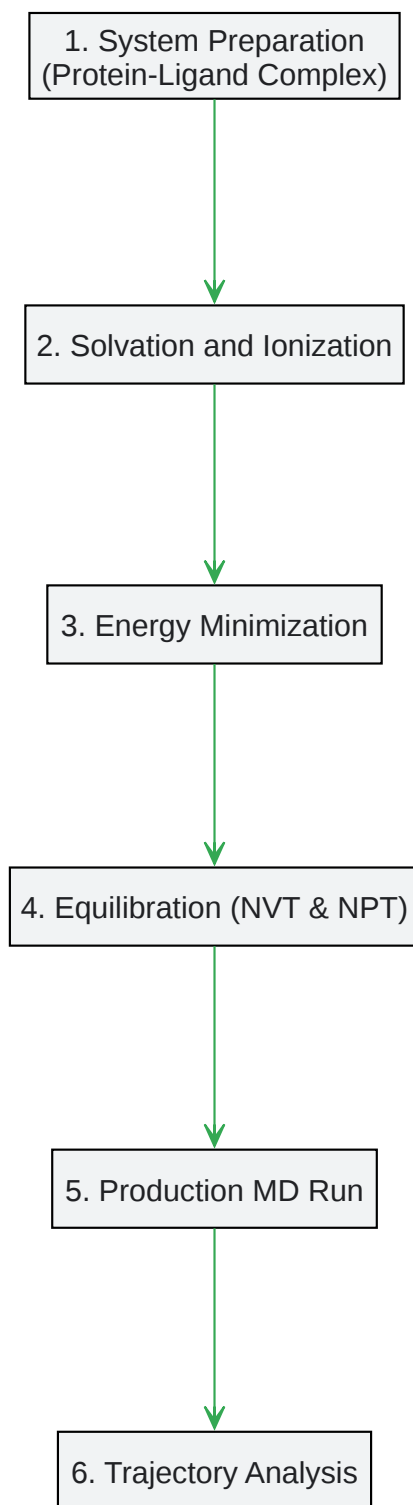 1. System Preparation
(Protein-Ligand Complex)
2. Solvation and Ionization
3. Energy Minimization
4. Equilibration (NVT & NPT)
5. Production MD Run
6. Trajectory Analysis